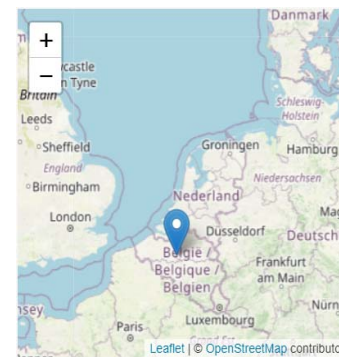 Danmark
+
−
castle
n Tyne
Britain
Leeds
Schleswig-
Holstein
Sheffield
Groningen
Hamburg
England
Niedersachsen
Birmingham
Nederland
London
Düsseldorf
Deutsch
België /
Belgique /
Belgien
Frankfurt
am Main
Nürn
Luxembourg
Paris
Leaflet | © OpenStreetMap contributo